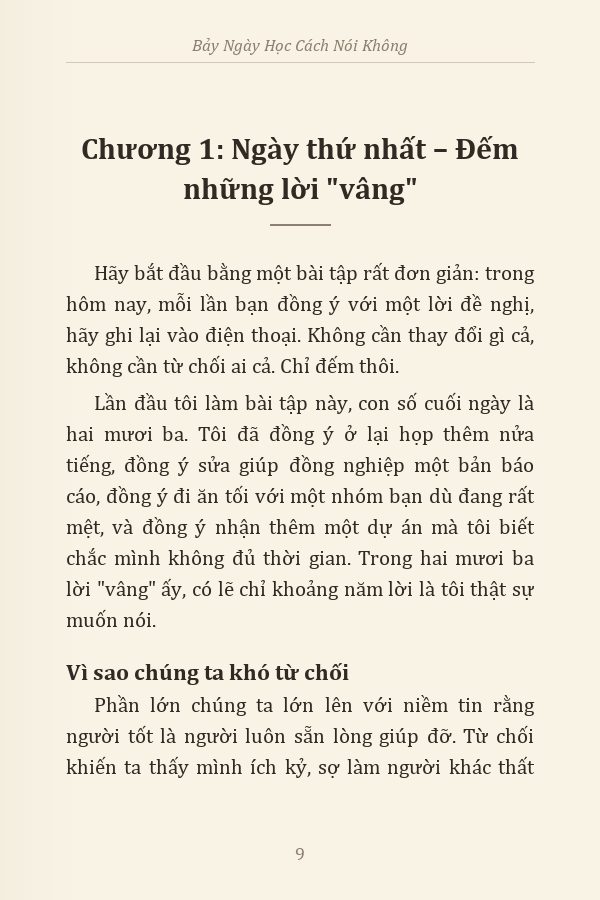 Bảy Ngày Học Cách Nói Không
Chương 1: Ngày thứ nhất – Đếm
những lời "vâng"
Hãy bắt đầu bằng một bài tập rất đơn giản: trong
hôm nay, mỗi lần bạn đồng ý với một lời đề nghị,
hãy ghi lại vào điện thoại. Không cần thay đổi gì cả,
không cần từ chối ai cả. Chỉ đếm thôi.
Lần đầu tôi làm bài tập này, con số cuối ngày là
hai mươi ba. Tôi đã đồng ý ở lại họp thêm nửa
tiếng, đồng ý sửa giúp đồng nghiệp một bản báo
cáo, đồng ý đi ăn tối với một nhóm bạn dù đang rất
mệt, và đồng ý nhận thêm một dự án mà tôi biết
chắc mình không đủ thời gian. Trong hai mươi ba
lời "vâng" ấy, có lẽ chỉ khoảng năm lời là tôi thật sự
muốn nói.
Vì sao chúng ta khó từ chối
Phần lớn chúng ta lớn lên với niềm tin rằng
người tốt là người luôn sẵn lòng giúp đỡ. Từ chối
khiến ta thấy mình ích kỷ, sợ làm người khác thất
9